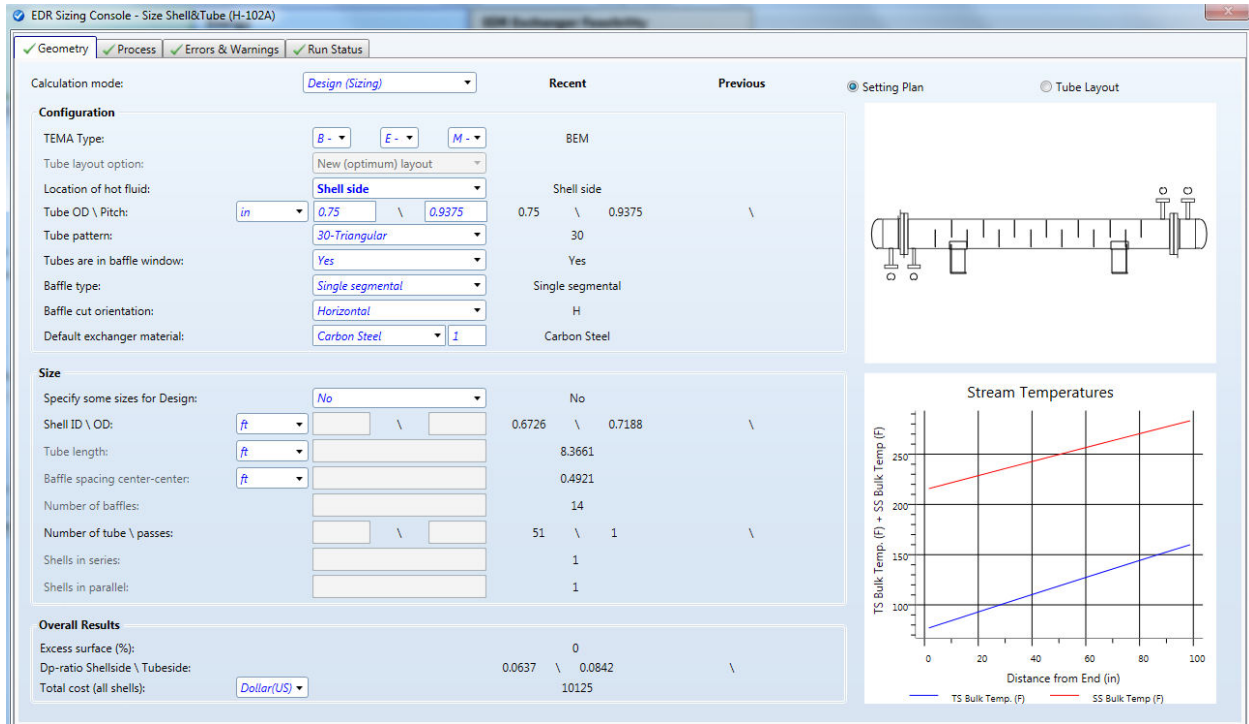 EDR Sizing Console - Size Shell&Tube (H-102A)
EDR Exchanger Feasibility
Geometry Process Errors & Warnings Run Status
Calculation mode: Design (Sizing) Recent Previous Setting Plan Tube Layout
Configuration
TEMA Type: B - E - M - BEM
Tube layout option: New (optimum) layout
Location of hot fluid: Shell side Shell side
Tube OD \ Pitch: in 0.75 \ 0.9375 0.75 \ 0.9375 \
Tube pattern: 30-Triangular 30
Tubes are in baffle window: Yes Yes
Baffle type: Single segmental Single segmental
Baffle cut orientation: Horizontal H
Default exchanger material: Carbon Steel 1 Carbon Steel
Size
Specify some sizes for Design: No No
Shell ID \ OD: ft \ 0.6726 \ 0.7188 \
Tube length: ft 8.3661
Baffle spacing center-center: ft 0.4921
Number of baffles: 14
Number of tube \ passes: \ 51 \ 1 \
Shells in series: 1
Shells in parallel: 1
Overall Results
Excess surface (%): 0
Dp-ratio Shellside \ Tubeside: 0.0637 \ 0.0842 \
Total cost (all shells): Dollar(US) 10125
Stream Temperatures
TS Bulk Temp. (F) + SS Bulk Temp (F)
250
200
150
100
0 20 40 60 80 100
Distance from End (in)
TS Bulk Temp. (F) SS Bulk Temp (F)